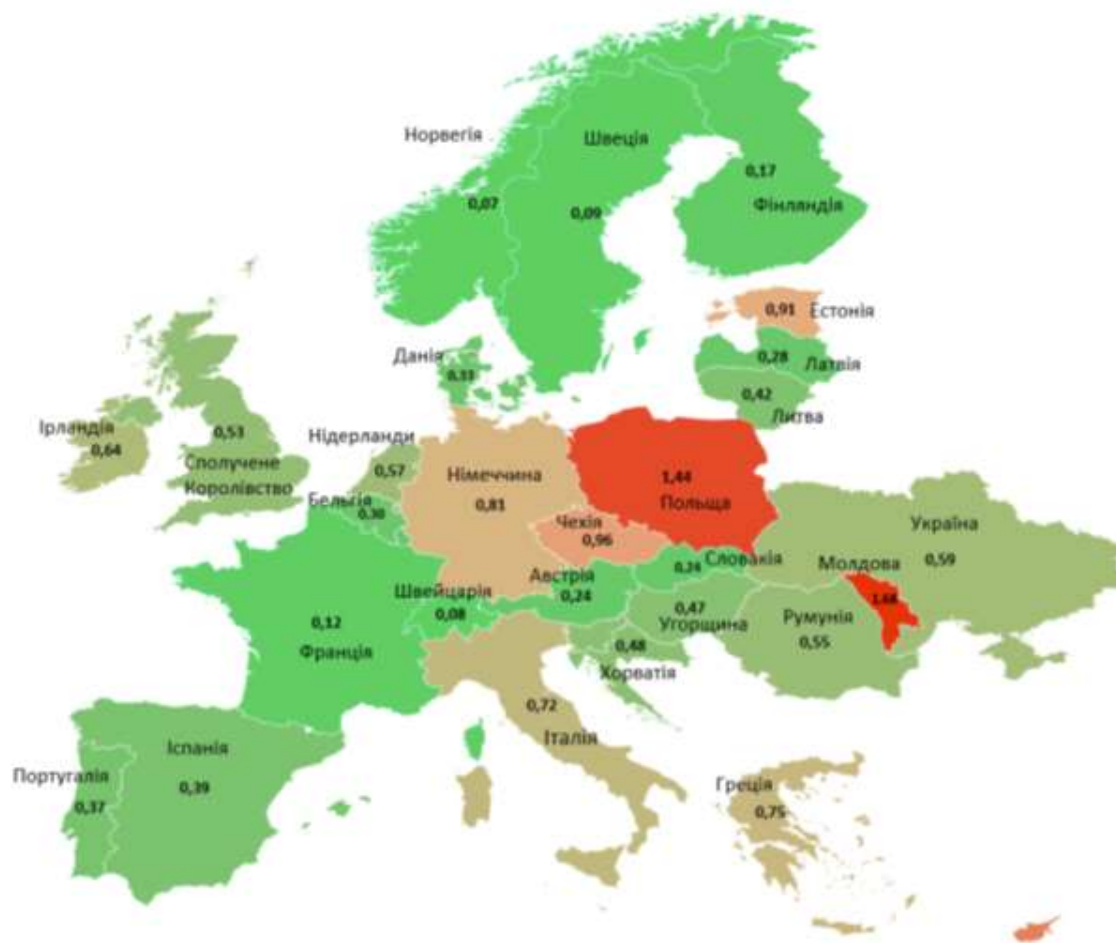 Норвегія
0,07
Швеція
0,09
0,17
Фінляндія
0,91
Естонія
0,28
Латвія
0,42
Литва
Данія
0,33
Ірландія
0,64
0,53
Сполучене
Королівство
Нідерланди
0,57
Бельгія
0,30
Німеччина
0,81
1,44
Польща
Чехія
0,96
Словакія
0,24
Україна
0,59
Молдова
1,68
Австрія
0,24
Швейцарія
0,08
0,12
Франція
0,47
Угорщина
Румунія
0,55
0,48
Хорватія
0,72
Італія
Іспанія
0,39
Португалія
0,37
Греція
0,75